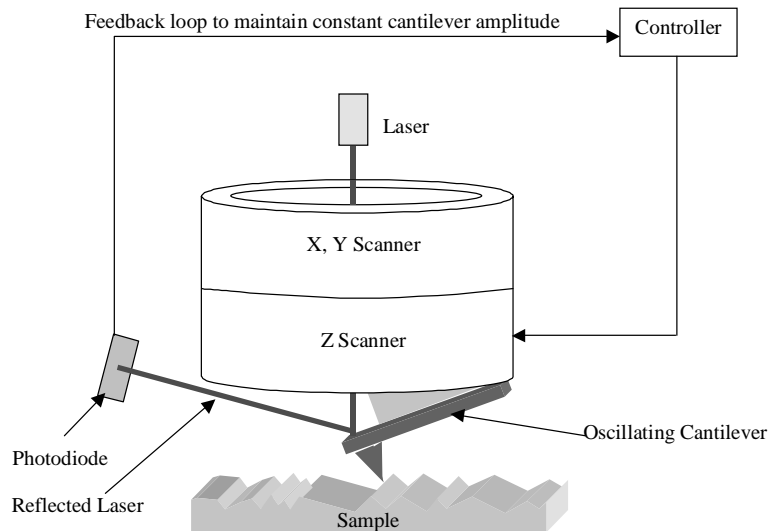 Feedback loop to maintain constant cantilever amplitude
Controller
Laser
X, Y Scanner
Z Scanner
Oscillating Cantilever
Photodiode
Reflected Laser
Sample